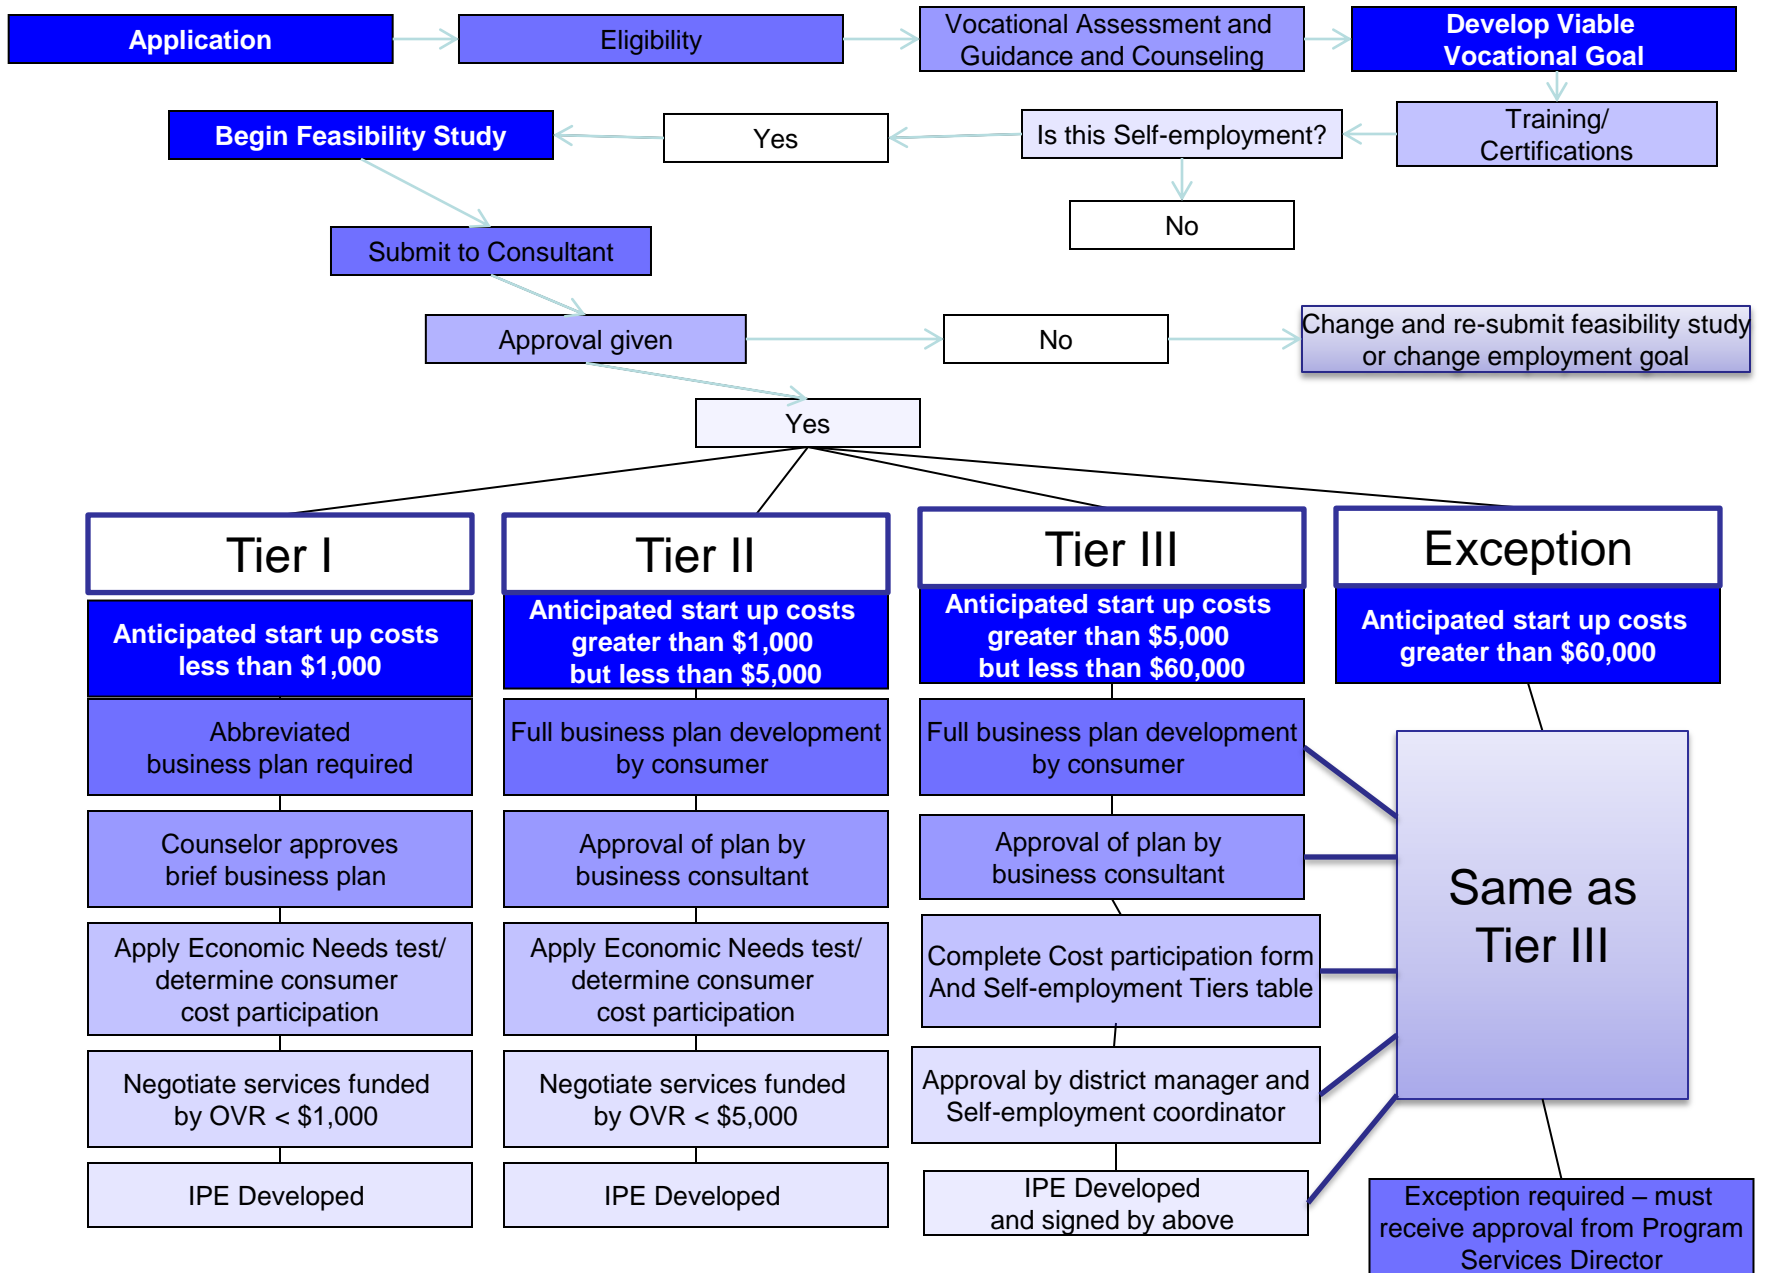 Application
Eligibility
Vocational Assessment and
Guidance and Counseling
Develop Viable
Vocational Goal
Training/
Certifications
Is this Self-employment?
Yes
Begin Feasibility Study
No
Submit to Consultant
Approval given
No
Change and re-submit feasibility study
or change employment goal
Yes
Tier I
Anticipated start up costs
less than $1,000
Abbreviated
business plan required
Counselor approves
brief business plan
Apply Economic Needs test/
determine consumer
cost participation
Negotiate services funded
by OVR < $1,000
IPE Developed
Tier II
Anticipated start up costs
greater than $1,000
but less than $5,000
Full business plan development
by consumer
Approval of plan by
business consultant
Apply Economic Needs test/
determine consumer
cost participation
Negotiate services funded
by OVR < $5,000
IPE Developed
Tier III
Anticipated start up costs
greater than $5,000
but less than $60,000
Full business plan development
by consumer
Approval of plan by
business consultant
Complete Cost participation form
And Self-employment Tiers table
Approval by district manager and
Self-employment coordinator
IPE Developed
and signed by above
Exception
Anticipated start up costs
greater than $60,000
Same as
Tier III
Exception required – must
receive approval from Program
Services Director